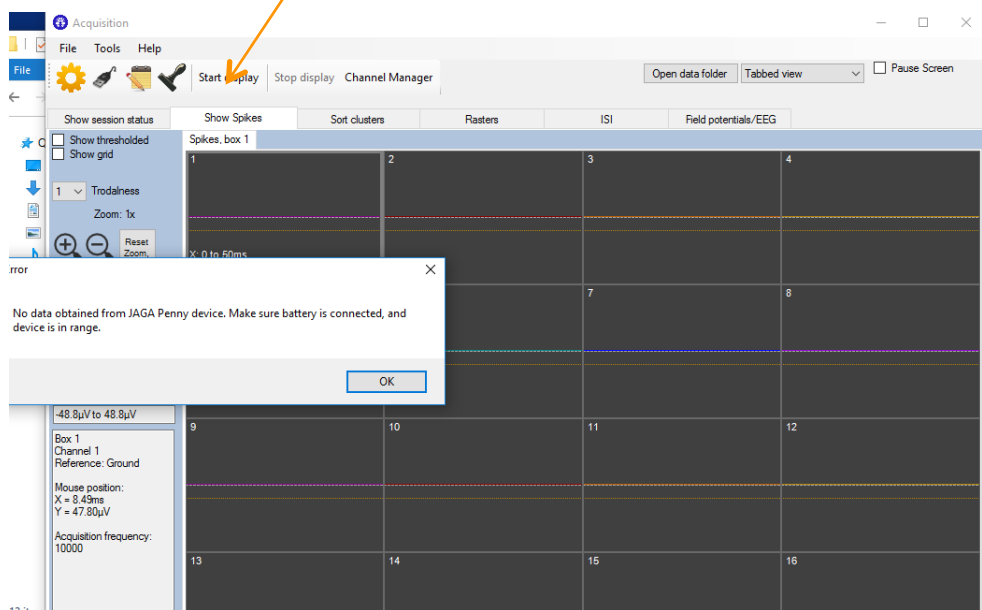 Acquisition
File Tools Help
File
Start display Stop display Channel Manager
Open data folder Tabbed view Pause Screen
Show session status Show Spikes Sort clusters Rasters ISI Field potentials/EEG
Show thresholded
Show grid
Spikes, box 1
1 Trodalness
Zoom: 1x
Reset
Zoom,
1 2 3 4
X: 0 to 50ms
rror
No data obtained from JAGA Penny device. Make sure battery is connected, and
device is in range.
OK
7 8
-48.8µV to 48.8µV
Box 1
Channel 1
Reference: Ground
Mouse position:
X = 8.49ms
Y = 47.80µV
Acquisition frequency:
10000
9 10 11 12
13 14 15 16